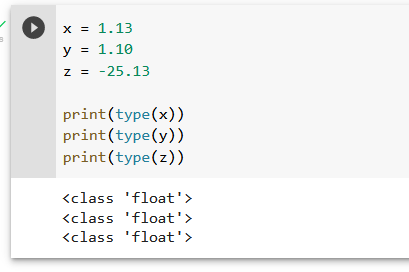 x = 1.13
y = 1.10
z = -25.13
print(type(x))
print(type(y))
print(type(z))
<class 'float'>
<class 'float'>
<class 'float'>